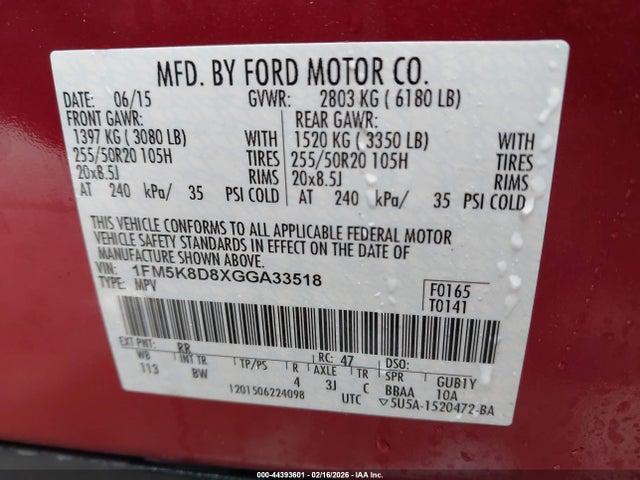 MFD. BY FORD MOTOR CO.
DATE: 06/15 GVWR: 2803 KG ( 6180 LB)
FRONT GAWR: REAR GAWR:
1397 KG ( 3080 LB) WITH 1520 KG ( 3350 LB) WITH
255/50R20 105H TIRES 255/50R20 105H TIRES
20x8.5J RIMS 20x8.5J RIMS
AT 240 kPa/ 35 PSI COLD AT 240 kPa/ 35 PSI COLD
THIS VEHICLE CONFORMS TO ALL APPLICABLE FEDERAL MOTOR
VEHICLE SAFETY STANDARDS IN EFFECT ON THE DATE OF
MANUFACTURE SHOWN ABOVE.
VIN: 1FM5K8D8XGGA33518
TYPE: MPV
F0165
T0141
EXT PNT: RR RC: 47 DSO:
WB INT TR TP/PS R AXLE TR SPR GUB1Y
113 BW 4 3J C BBAA 10A
1201506224098 UTC ▽5U5A-1520472-BA
000-44393601 - 02/16/2026 - IAA Inc.